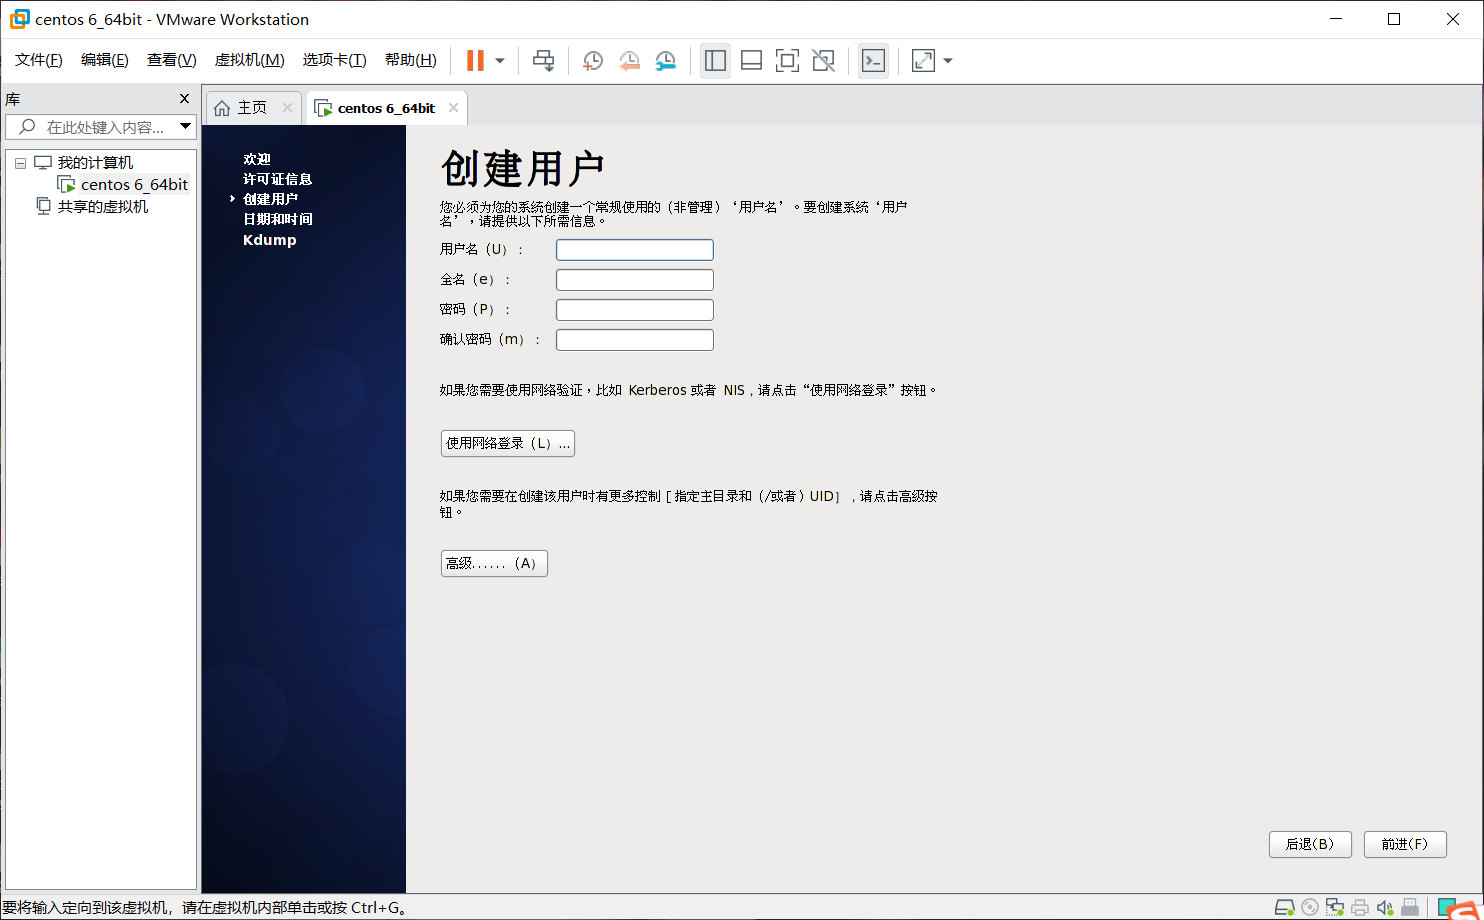 centos 6_64bit - VMware Workstation
文件(F) 编辑(E) 查看(V) 虚拟机(M) 选项卡(T) 帮助(H)
库
主页
centos 6_64bit
在此处键入内容...
我的计算机
centos 6_64bit
共享的虚拟机
欢迎
许可证信息
创建用户
日期和时间
Kdump
创建用户
您必须为您的系统创建一个常规使用的（非管理）‘用户名’。要创建系统‘用户
名’，请提供以下所需信息。
用户名（U）：
全名（e）：
密码（P）：
确认密码（m）：
如果您需要使用网络验证，比如 Kerberos 或者 NIS，请点击“使用网络登录”按钮。
使用网络登录（L）...
如果您需要在创建该用户时有更多控制［指定主目录和（/或者）UID］，请点击高级按
钮。
高级......（A）
后退(B)
前进(F)
要将输入定向到该虚拟机，请在虚拟机内部单击或按 Ctrl+G。